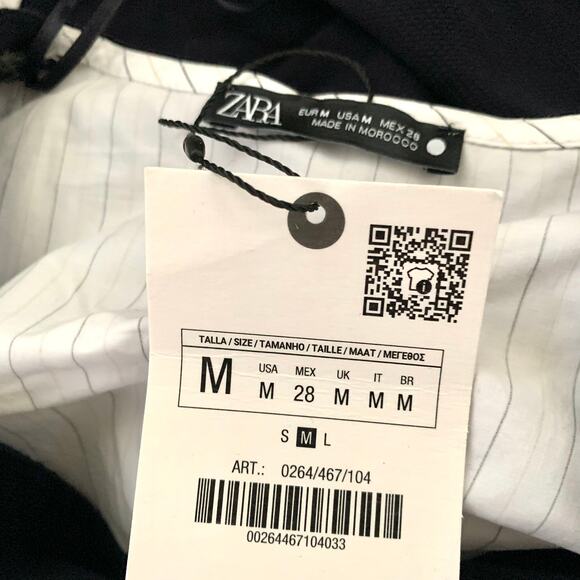 ZARA
EUR M USA M MEX 28
MADE IN MOROCCO
TALLA / SIZE / TAMANHO / TAILLE / MAAT / ΜΕΓΕΘΟΣ
M USA MEX UK IT BR
M 28 M M M
S M L
ART.: 0264/467/104
00264467104033